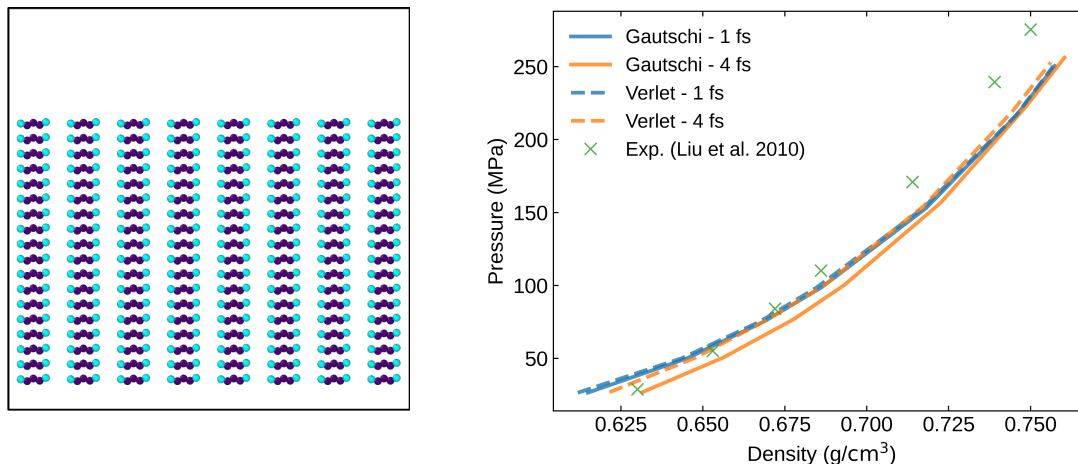 Gautschi - 1 fs
Gautschi - 4 fs
Verlet - 1 fs
Verlet - 4 fs
Exp. (Liu et al. 2010)
Pressure (MPa)
250
200
150
100
50
0.625 0.650 0.675 0.700 0.725 0.750
Density (g/cm³)